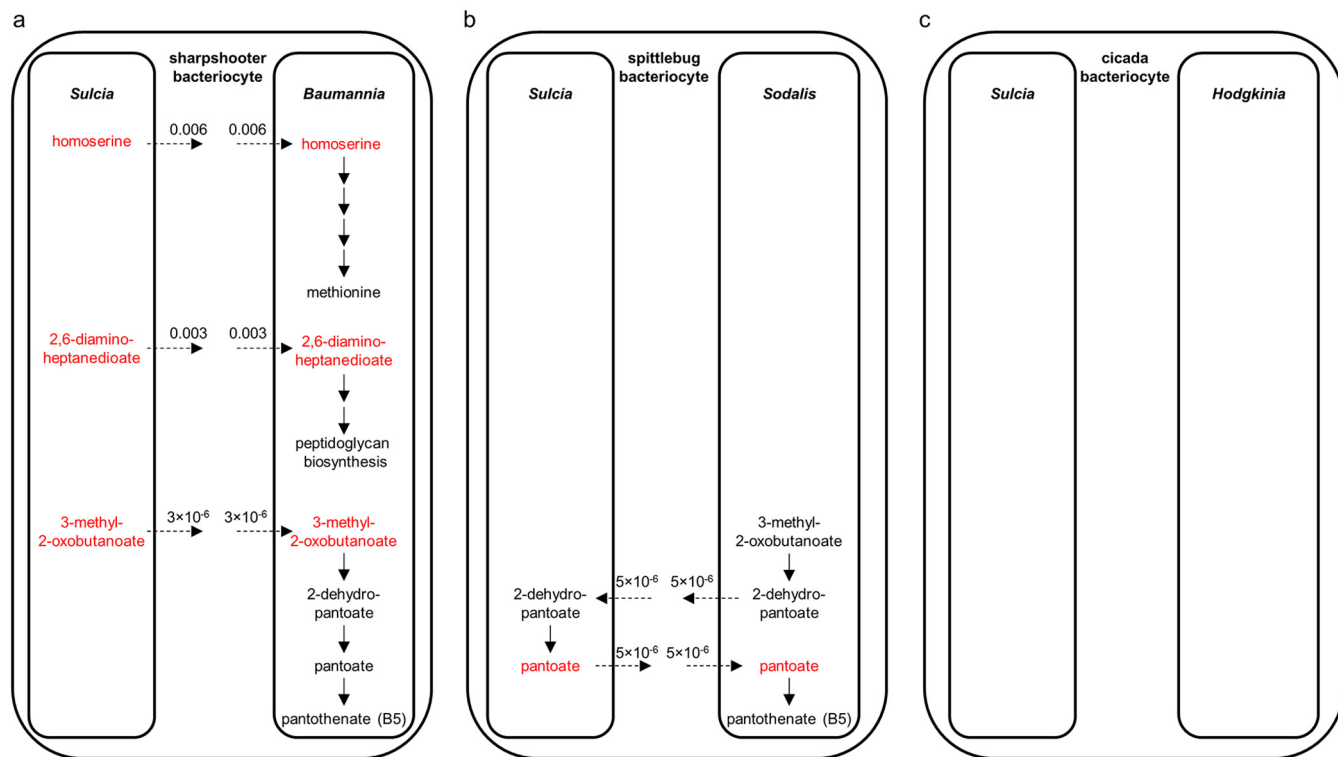 a
sharpshooter
bacteriocyte
Sulcia
Baumannia
homoserine
0.006
0.006
homoserine
methionine
2,6-diamino-
heptanedioate
0.003
0.003
2,6-diamino-
heptanedioate
peptidoglycan
biosynthesis
3-methyl-
2-oxobutanoate
3×10⁻⁶
3×10⁻⁶
3-methyl-
2-oxobutanoate
2-dehydro-
pantoate
pantoate
pantothenate (B5)
b
spittlebug
bacteriocyte
Sulcia
Sodalis
3-methyl-
2-oxobutanoate
2-dehydro-
pantoate
5×10⁻⁶
5×10⁻⁶
2-dehydro-
pantoate
pantoate
5×10⁻⁶
5×10⁻⁶
pantoate
pantothenate (B5)
c
cicada
bacteriocyte
Sulcia
Hodgkinia